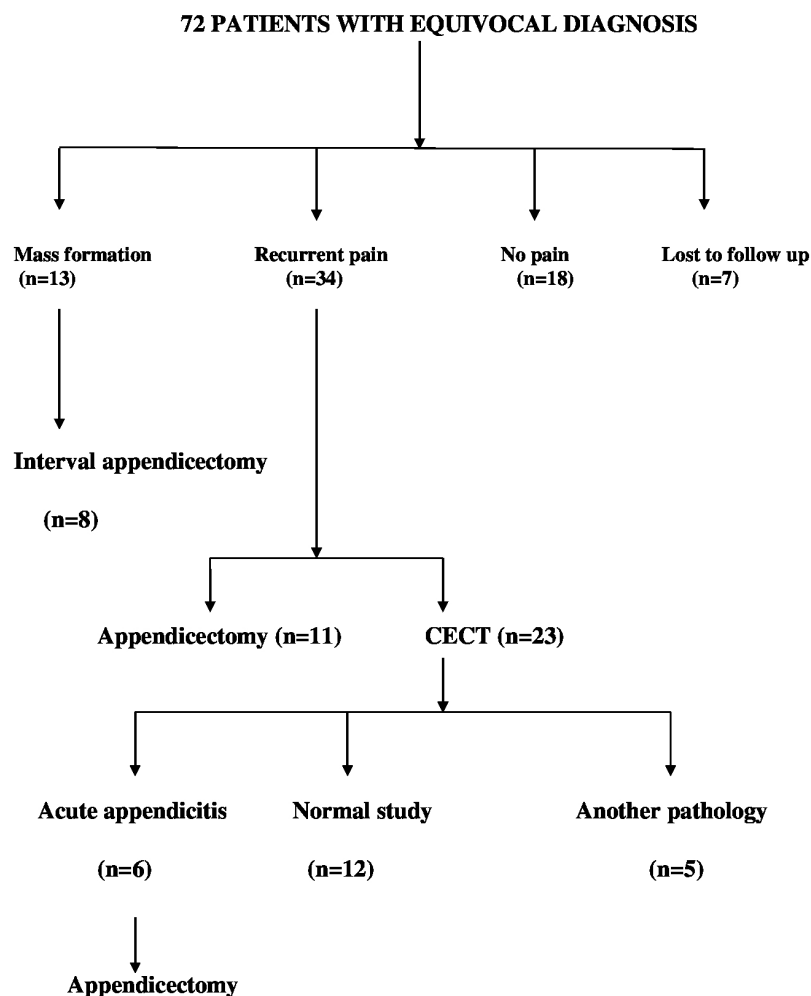 72 PATIENTS WITH EQUIVOCAL DIAGNOSIS
Mass formation
(n=13)
Recurrent pain
(n=34)
No pain
(n=18)
Lost to follow up
(n=7)
Interval appendicectomy
(n=8)
Appendicectomy (n=11)
CECT (n=23)
Acute appendicitis
(n=6)
Normal study
(n=12)
Another pathology
(n=5)
Appendicectomy